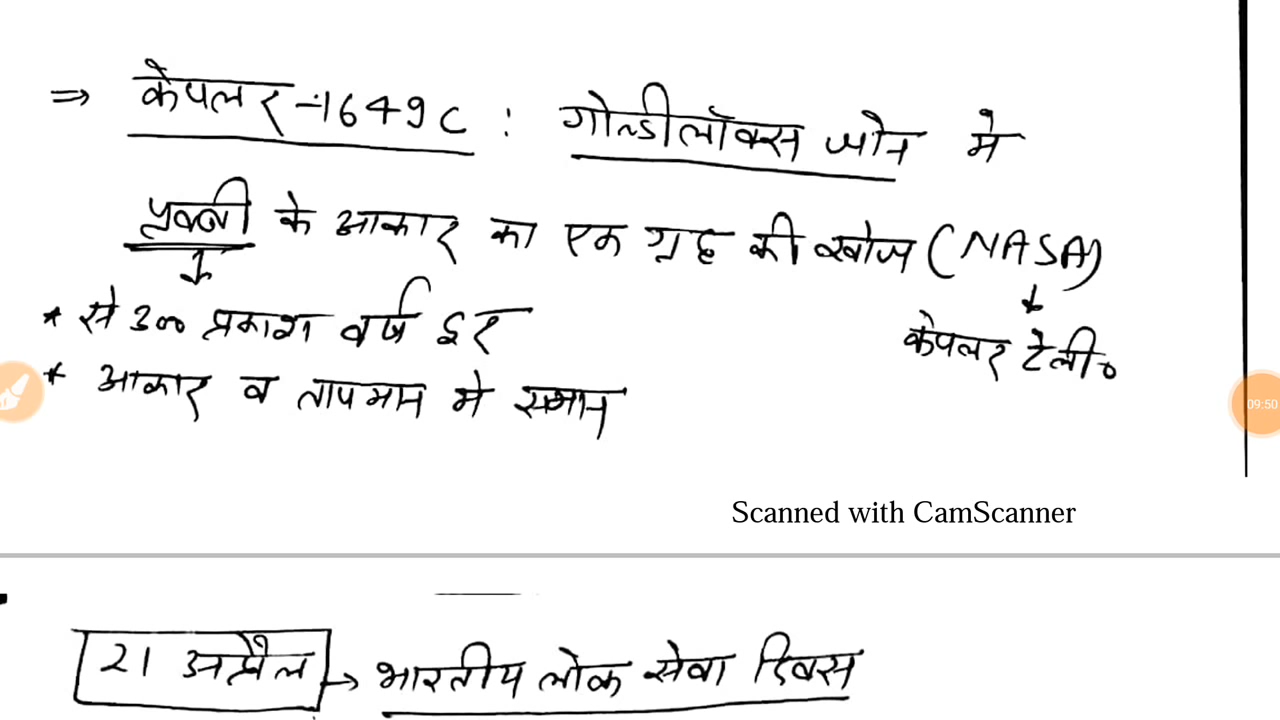 ⇒ केपलर -1649c : गोल्डीलॉक्स जोन मे
पृथ्वी के आकार का एक ग्रह की खोज (NASA)
↓ ↓
* से 300 प्रकाश वर्ष दूर
केपलर टेली०
* आकार व तापमान मे समान
09:50
Scanned with CamScanner
21 अप्रैल → भारतीय लोक सेवा दिवस